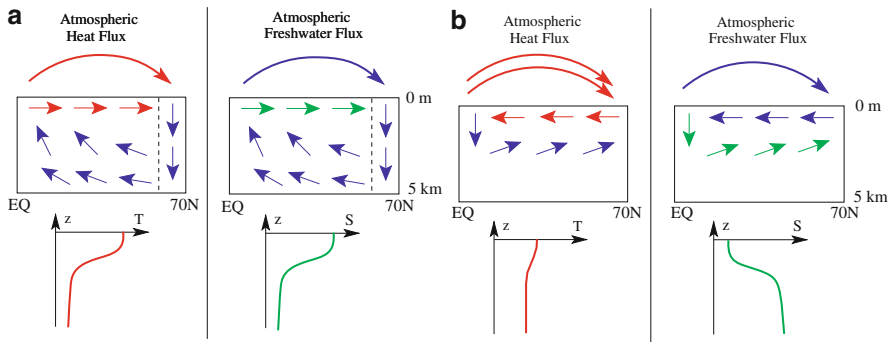 a
Atmospheric
Heat Flux
Atmospheric
Freshwater Flux
0 m
5 km
EQ
70N
EQ
70N
z
T
z
S
b
Atmospheric
Heat Flux
Atmospheric
Freshwater Flux
0 m
5 km
EQ
70N
EQ
70N
z
T
z
S